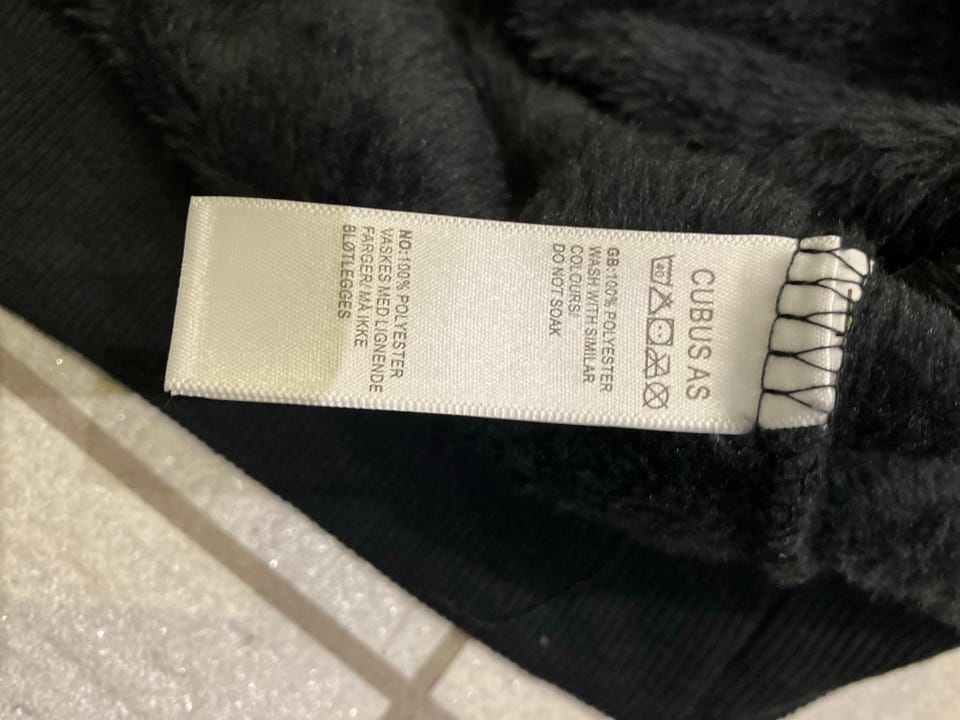 CUBUS AS
40
GB:100% POLYESTER
WASH WITH SIMILAR
COLOURS/
DO NOT SOAK
NO:100% POLYESTER
VASKES MED LIGNENDE
FARGER/ MÅ IKKE
BLØTLEGGES